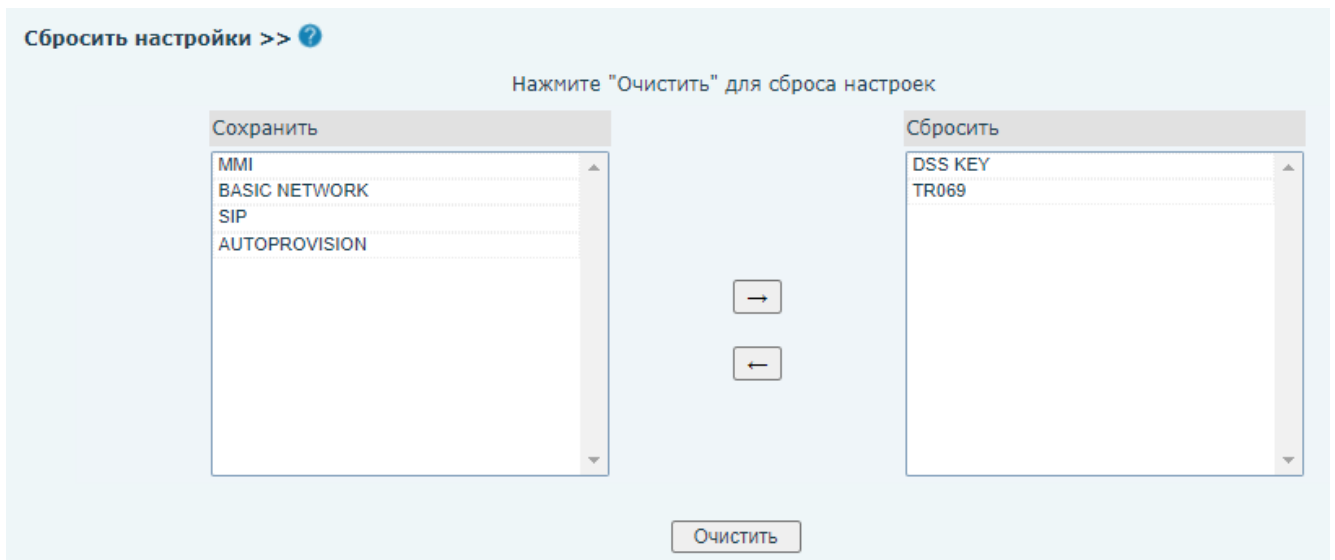 Сбросить настройки >> ?
Нажмите "Очистить" для сброса настроек
Сохранить
MMI
BASIC NETWORK
SIP
AUTOPROVISION
→
←
Сбросить
DSS KEY
TR069
Очистить